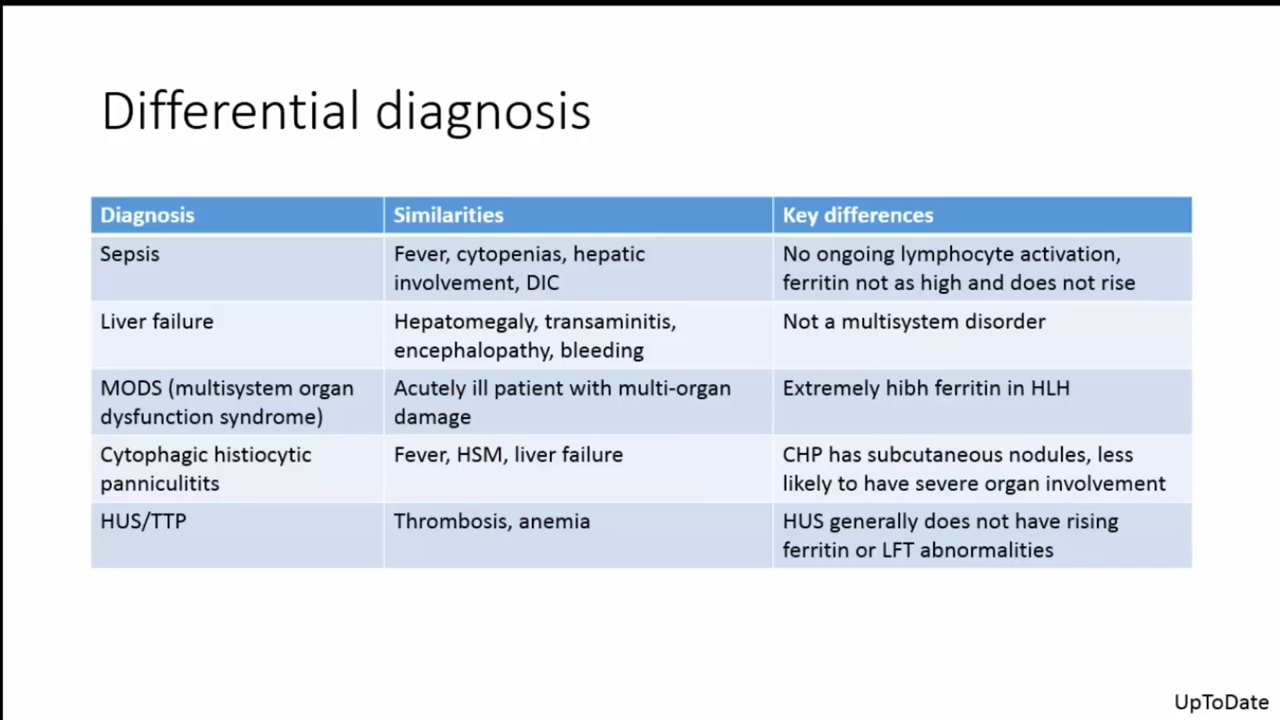 Differential diagnosis
Diagnosis
Similarities
Key differences
Sepsis
Fever, cytopenias, hepatic
involvement, DIC
No ongoing lymphocyte activation,
ferritin not as high and does not rise
Liver failure
Hepatomegaly, transaminitis,
encephalopathy, bleeding
Not a multisystem disorder
MODS (multisystem organ
dysfunction syndrome)
Acutely ill patient with multi-organ
damage
Extremely hibh ferritin in HLH
Cytophagic histiocytic
panniculitits
Fever, HSM, liver failure
CHP has subcutaneous nodules, less
likely to have severe organ involvement
HUS/TTP
Thrombosis, anemia
HUS generally does not have rising
ferritin or LFT abnormalities
UpToDate